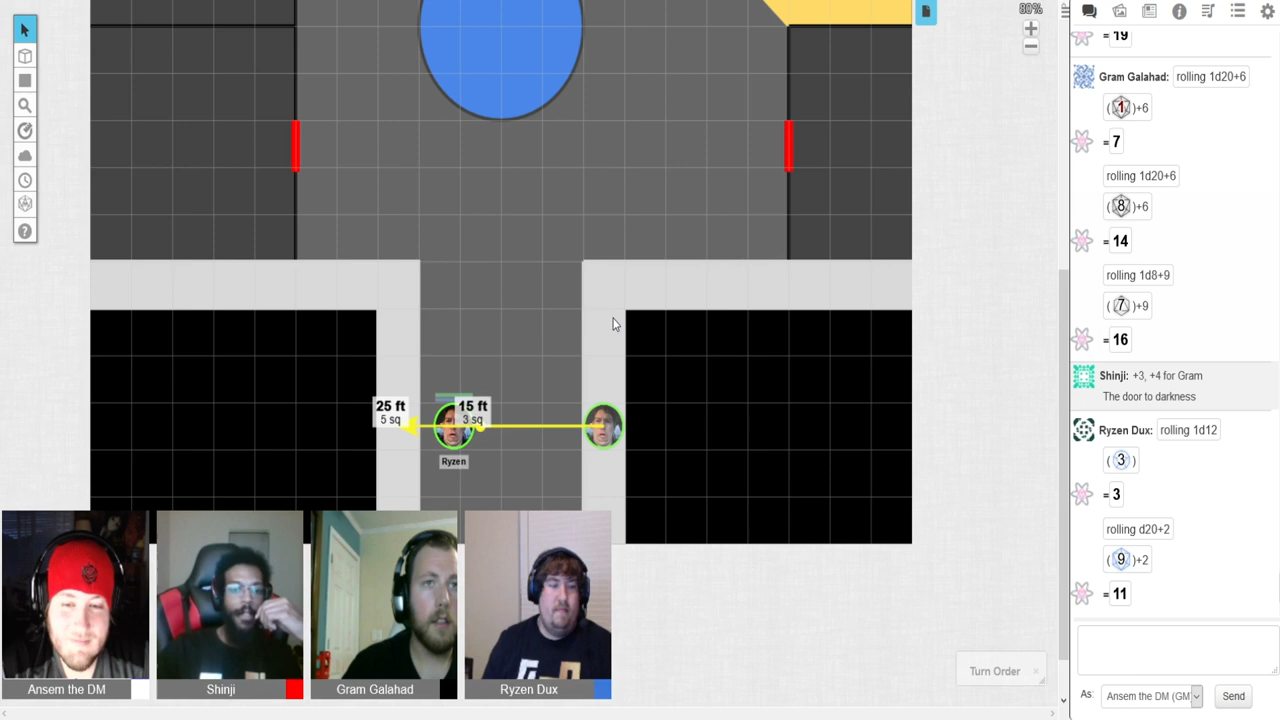 80%
= 19
Gram Galahad: rolling 1d20+6
(1)+6
= 7
rolling 1d20+6
(8)+6
= 14
rolling 1d8+9
(7)+9
= 16
Shinji: +3, +4 for Gram
The door to darkness
Ryzen Dux: rolling 1d12
(3)
= 3
rolling d20+2
(9)+2
= 11
25 ft
5 sq
15 ft
3 sq
Ryzen
Turn Order
Ansem the DM
Shinji
Gram Galahad
Ryzen Dux
As: Ansem the DM (GM Send